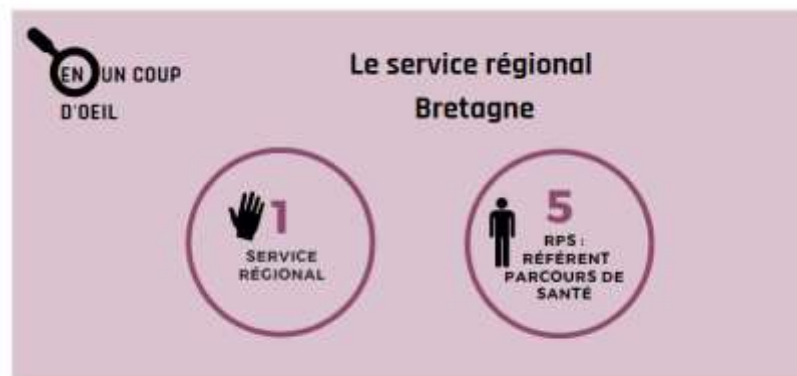 EN UN COUP
D'OEIL
Le service régional
Bretagne
1
SERVICE
RÉGIONAL
5
RPS :
RÉFÉRENT
PARCOURS DE
SANTÉ